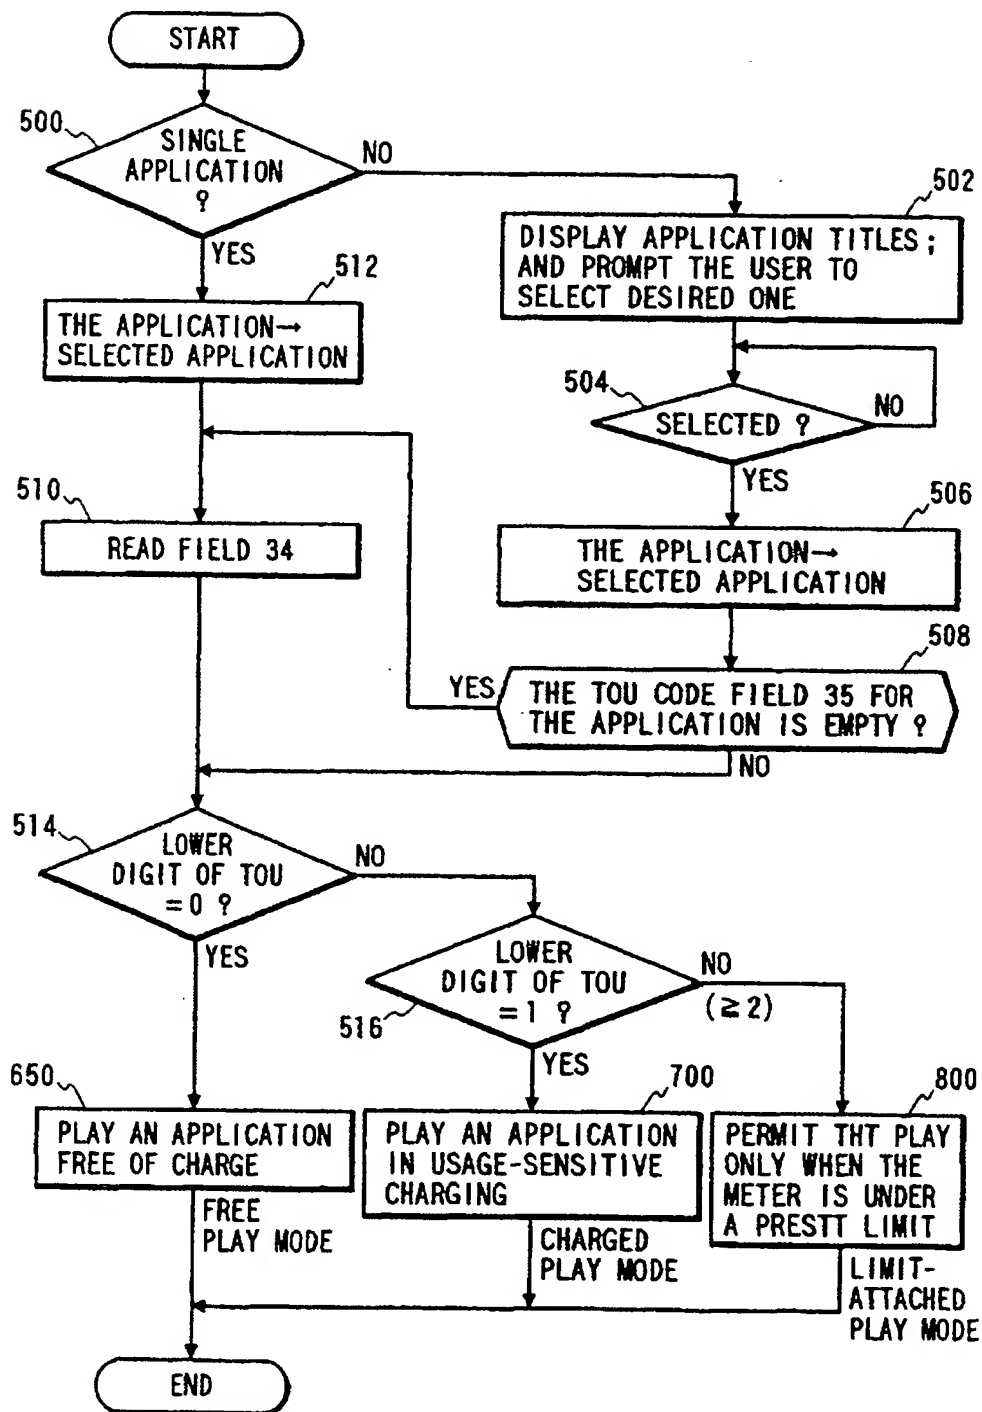 START
500
SINGLE
APPLICATION
?
NO
YES
502
DISPLAY APPLICATION TITLES;
AND PROMPT THE USER TO
SELECT DESIRED ONE
512
THE APPLICATION→
SELECTED APPLICATION
504
SELECTED ?
NO
YES
510
READ FIELD 34
506
THE APPLICATION→
SELECTED APPLICATION
508
YES
THE TOU CODE FIELD 35 FOR
THE APPLICATION IS EMPTY ?
NO
514
LOWER
DIGIT OF TOU
=0 ?
NO
YES
516
LOWER
DIGIT OF TOU
=1 ?
NO
(≧2)
YES
650
PLAY AN APPLICATION
FREE OF CHARGE
FREE
PLAY MODE
700
PLAY AN APPLICATION
IN USAGE-SENSITIVE
CHARGING
CHARGED
PLAY MODE
800
PERMIT THT PLAY
ONLY WHEN THE
METER IS UNDER
A PRESTT LIMIT
LIMIT-
ATTACHED
PLAY MODE
END